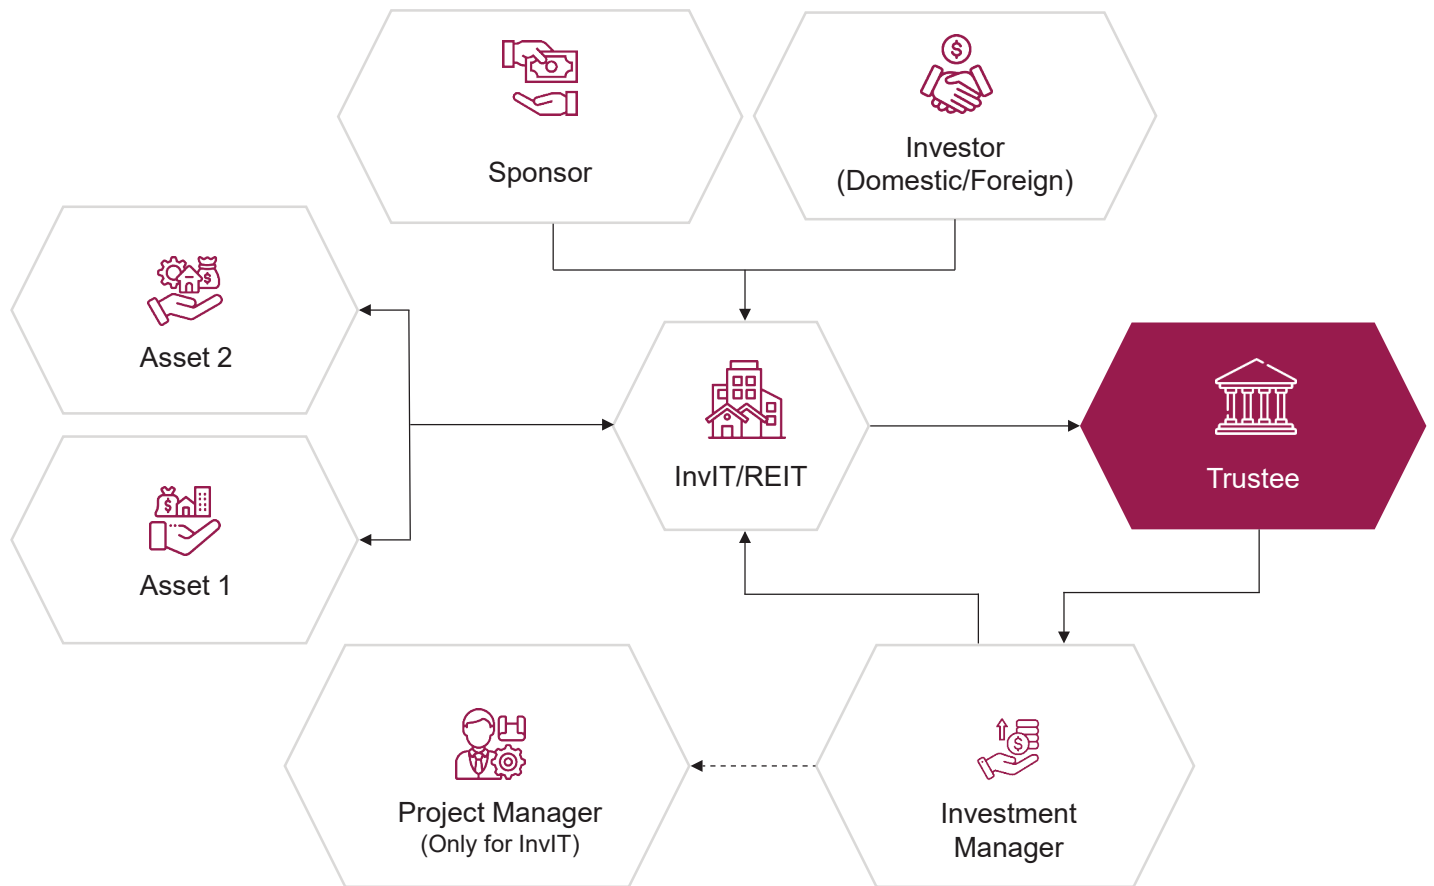 Sponsor
Investor
(Domestic/Foreign)
Asset 2
InvIT/REIT
Trustee
Asset 1
Project Manager
(Only for InvIT)
Investment
Manager